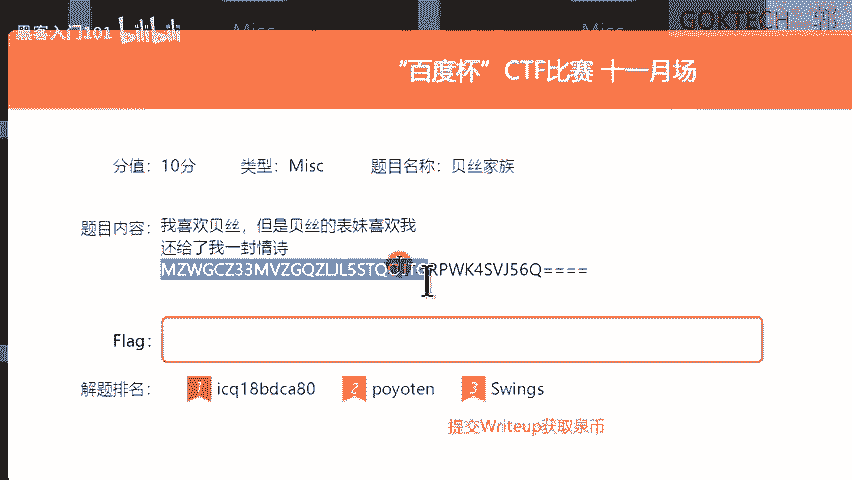 黑客入门101 bilibili
Misc
Misc
GOKTECH
“百度杯”CTF比赛 十一月场
分值: 10分 类型: Misc 题目名称: 贝丝家族
题目内容: 我喜欢贝丝，但是贝丝的表妹喜欢我
还给了我一封情诗
RPWK4SVJ56Q====
Flag:
解题排名: 1 icq18bdca80 2 poyoten 3 Swings
提交Writeup获取泉币